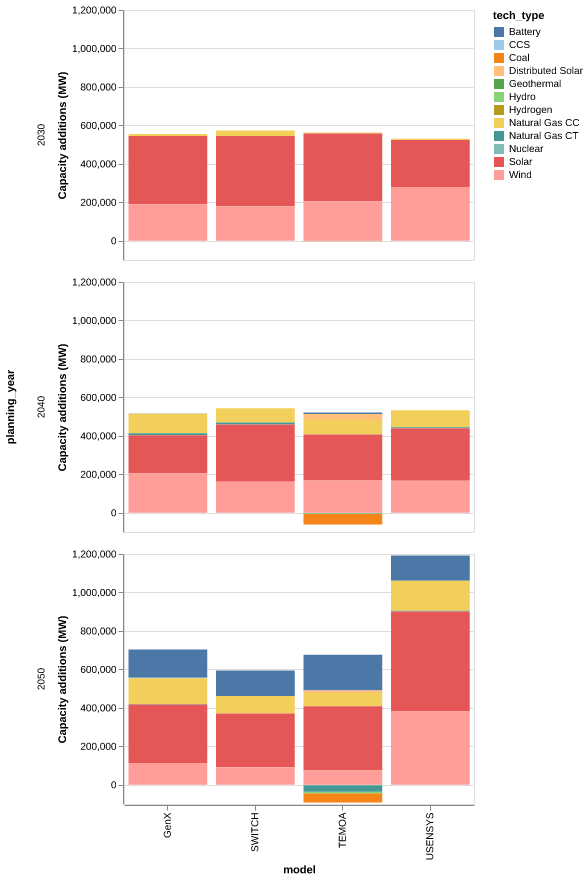 tech_type
Battery
CCS
Coal
Distributed Solar
Geothermal
Hydro
Hydrogen
Natural Gas CC
Natural Gas CT
Nuclear
Solar
Wind
planning_year
2030
Capacity additions (MW)
1,200,000
1,000,000
800,000
600,000
400,000
200,000
0
2040
Capacity additions (MW)
1,200,000
1,000,000
800,000
600,000
400,000
200,000
0
2050
Capacity additions (MW)
1,200,000
1,000,000
800,000
600,000
400,000
200,000
0
GenX
SWITCH
TEMOA
USENSYS
model